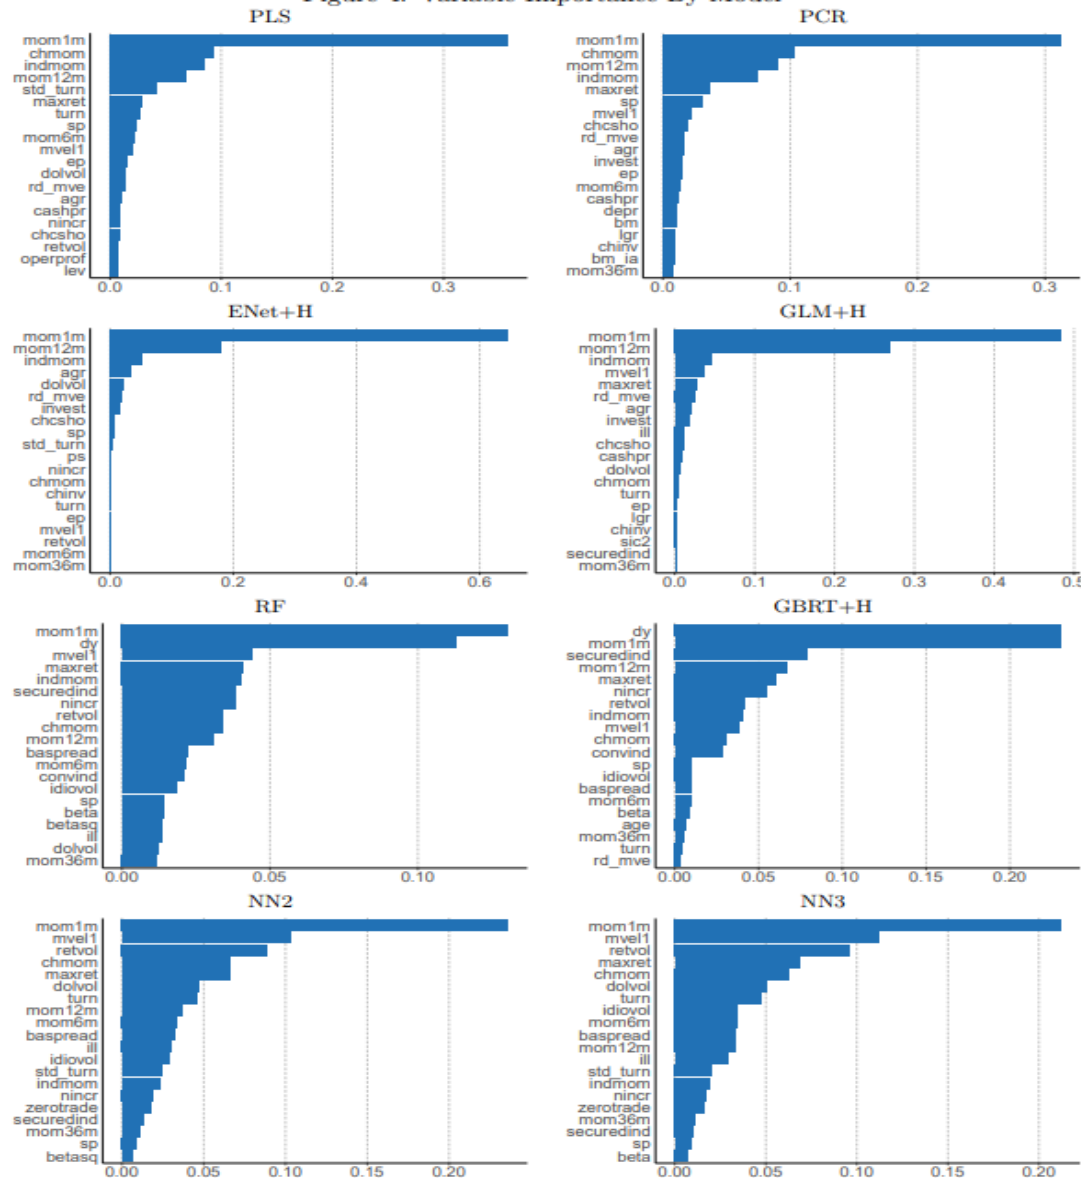 Figure 4: Variable Importance By Model
PLS
mom1m
chmom
indmom
mom12m
std_turn
maxret
turn
sp
mom6m
mvel1
ep
dolvol
rd_mve
agr
cashpr
nincr
chcsho
retvol
operprof
lev
0.0 0.1 0.2 0.3
PCR
mom1m
chmom
mom12m
indmom
maxret
sp
mvel1
chcsho
rd_mve
agr
invest
ep
mom6m
cashpr
depr
bm
lgr
chinv
bm_ia
mom36m
0.0 0.1 0.2 0.3
ENet+H
mom1m
mom12m
indmom
agr
dolvol
rd_mve
invest
chcsho
sp
std_turn
ps
nincr
chmom
chinv
turn
ep
mvel1
retvol
mom6m
mom36m
0.0 0.2 0.4 0.6
GLM+H
mom1m
mom12m
indmom
mvel1
maxret
rd_mve
agr
invest
ill
chcsho
cashpr
dolvol
chmom
turn
ep
lgr
chinv
sic2
securedind
mom36m
0.0 0.1 0.2 0.3 0.4 0.5
RF
mom1m
dy
mvel1
maxret
indmom
securedind
nincr
retvol
chmom
mom12m
baspread
mom6m
convind
idiovol
sp
beta
betasq
ill
dolvol
mom36m
0.00 0.05 0.10
GBRT+H
dy
mom1m
securedind
mom12m
maxret
nincr
retvol
indmom
mvel1
chmom
convind
sp
idiovol
baspread
mom6m
beta
age
mom36m
turn
rd_mve
0.00 0.05 0.10 0.15 0.20
NN2
mom1m
mvel1
retvol
chmom
maxret
dolvol
turn
mom12m
mom6m
baspread
ill
idiovol
std_turn
indmom
nincr
zerotrade
securedind
mom36m
sp
betasq
0.00 0.05 0.10 0.15 0.20
NN3
mom1m
mvel1
retvol
maxret
chmom
dolvol
turn
idiovol
mom6m
baspread
mom12m
ill
std_turn
indmom
nincr
zerotrade
mom36m
securedind
sp
beta
0.00 0.05 0.10 0.15 0.20